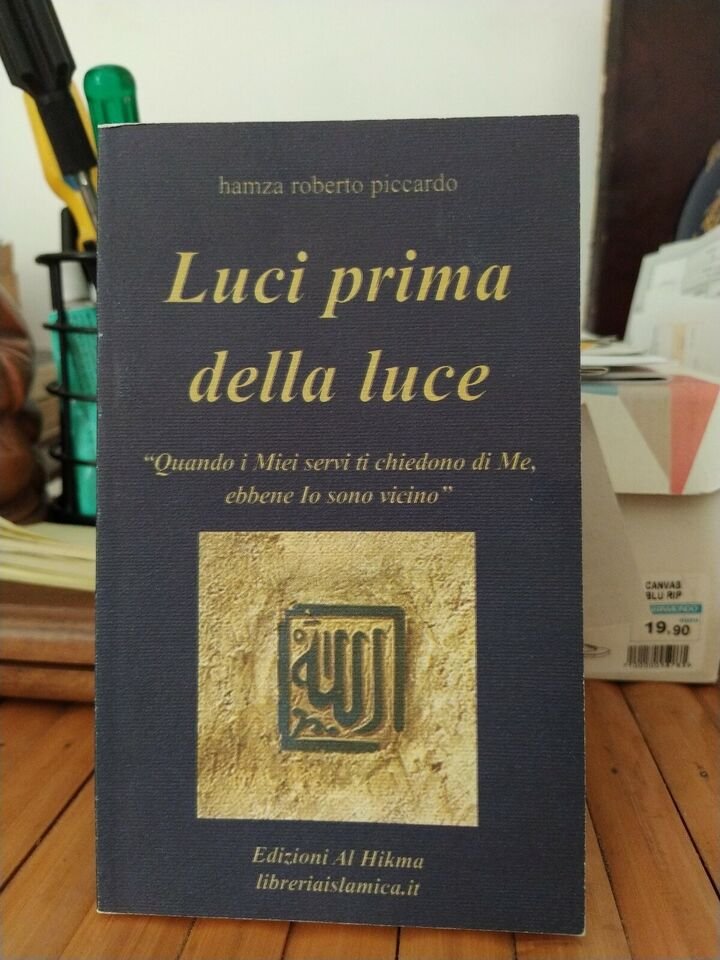 hamza roberto piccardo
Luci prima
della luce
“Quando i Miei servi ti chiedono di Me,
ebbene Io sono vicino”
الله
Edizioni Al Hikma
libreriaislamica.it
CANVAS
BLU RIP
19.90